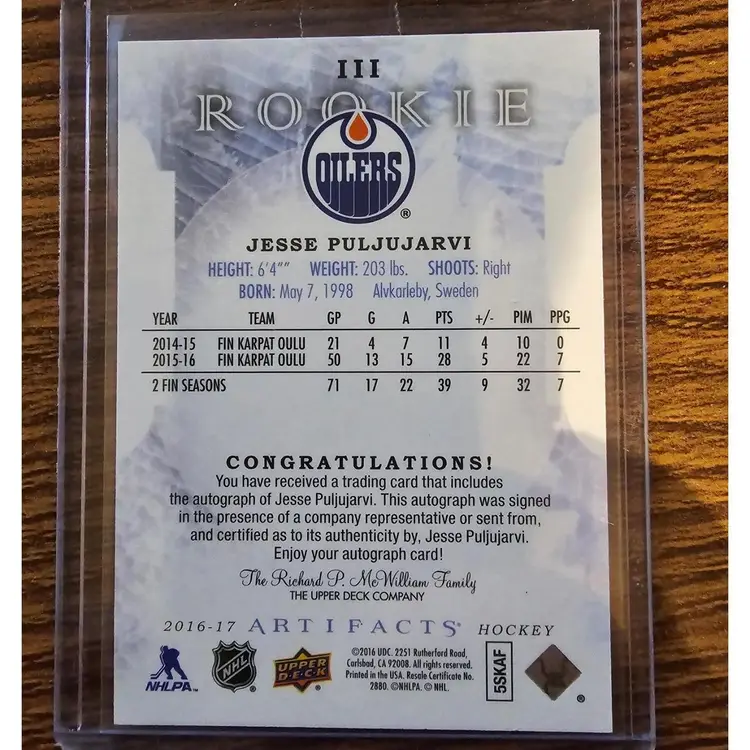 III
ROOKIE
OILERS
®
JESSE PULJUJARVI
HEIGHT: 6'4"" WEIGHT: 203 lbs. SHOOTS: Right
BORN: May 7, 1998 Alvkarleby, Sweden
YEAR TEAM GP G A PTS +/- PIM PPG
2014-15 FIN KARPAT OULU 21 4 7 11 4 10 0
2015-16 FIN KARPAT OULU 50 13 15 28 5 22 7
2 FIN SEASONS 71 17 22 39 9 32 7
CONGRATULATIONS!
You have received a trading card that includes
the autograph of Jesse Puljujarvi. This autograph was signed
in the presence of a company representative or sent from,
and certified as to its authenticity by, Jesse Puljujarvi.
Enjoy your autograph card!
The Richard P. McWilliam Family
THE UPPER DECK COMPANY
2016-17 ARTIFACTS® HOCKEY
NHLPA™
NHL ®
UPPER DECK ®
©2016 UDC. 2251 Rutherford Road,
Carlsbad, CA 92008. All rights reserved.
Printed in the USA. Resale Certificate No.
2880. ©NHLPA. © NHL.
5SKAF
®